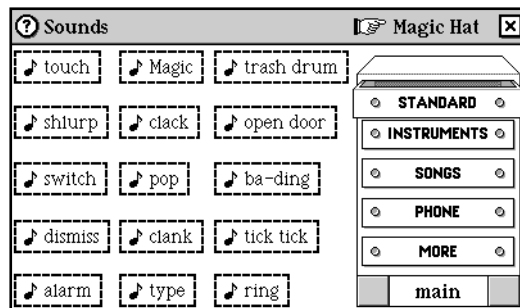 Sounds
Magic Hat
touch
Magic
trash drum
shlurp
clack
open door
switch
pop
ba-ding
dismiss
clank
tick tick
alarm
type
ring
STANDARD
INSTRUMENTS
SONGS
PHONE
MORE
main